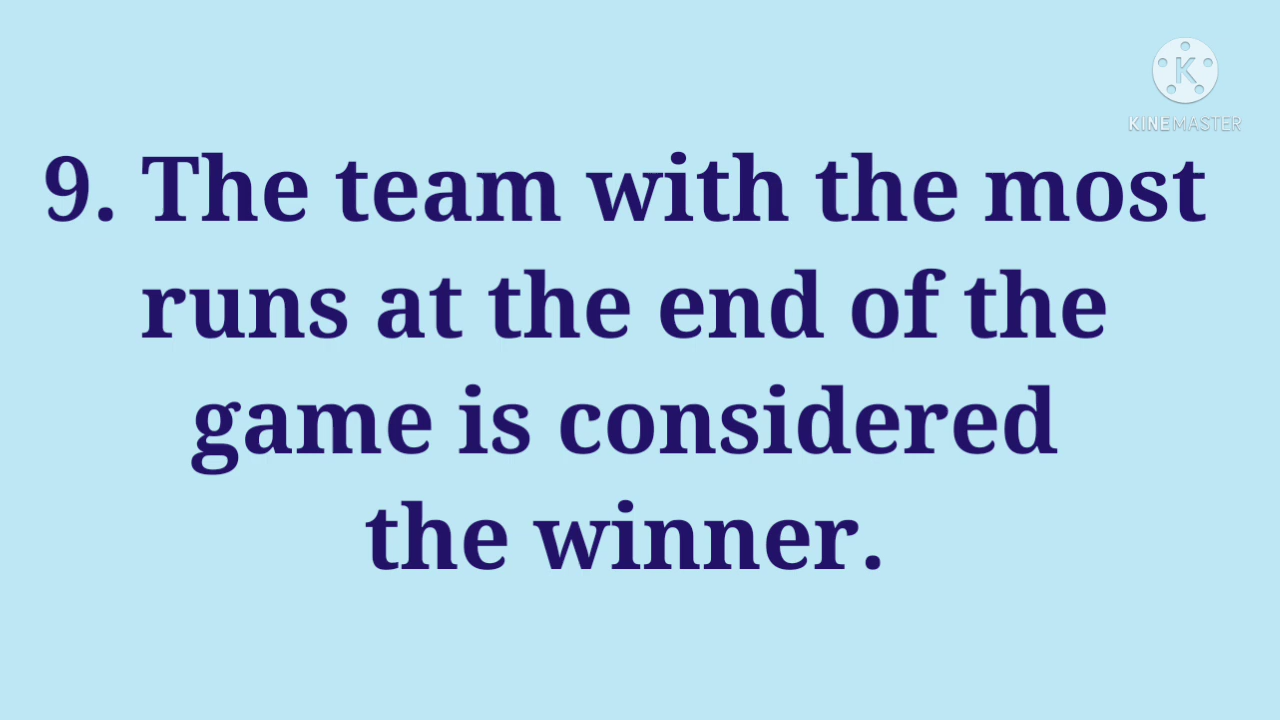 KINEMASTER
9. The team with the most
runs at the end of the
game is considered
the winner.